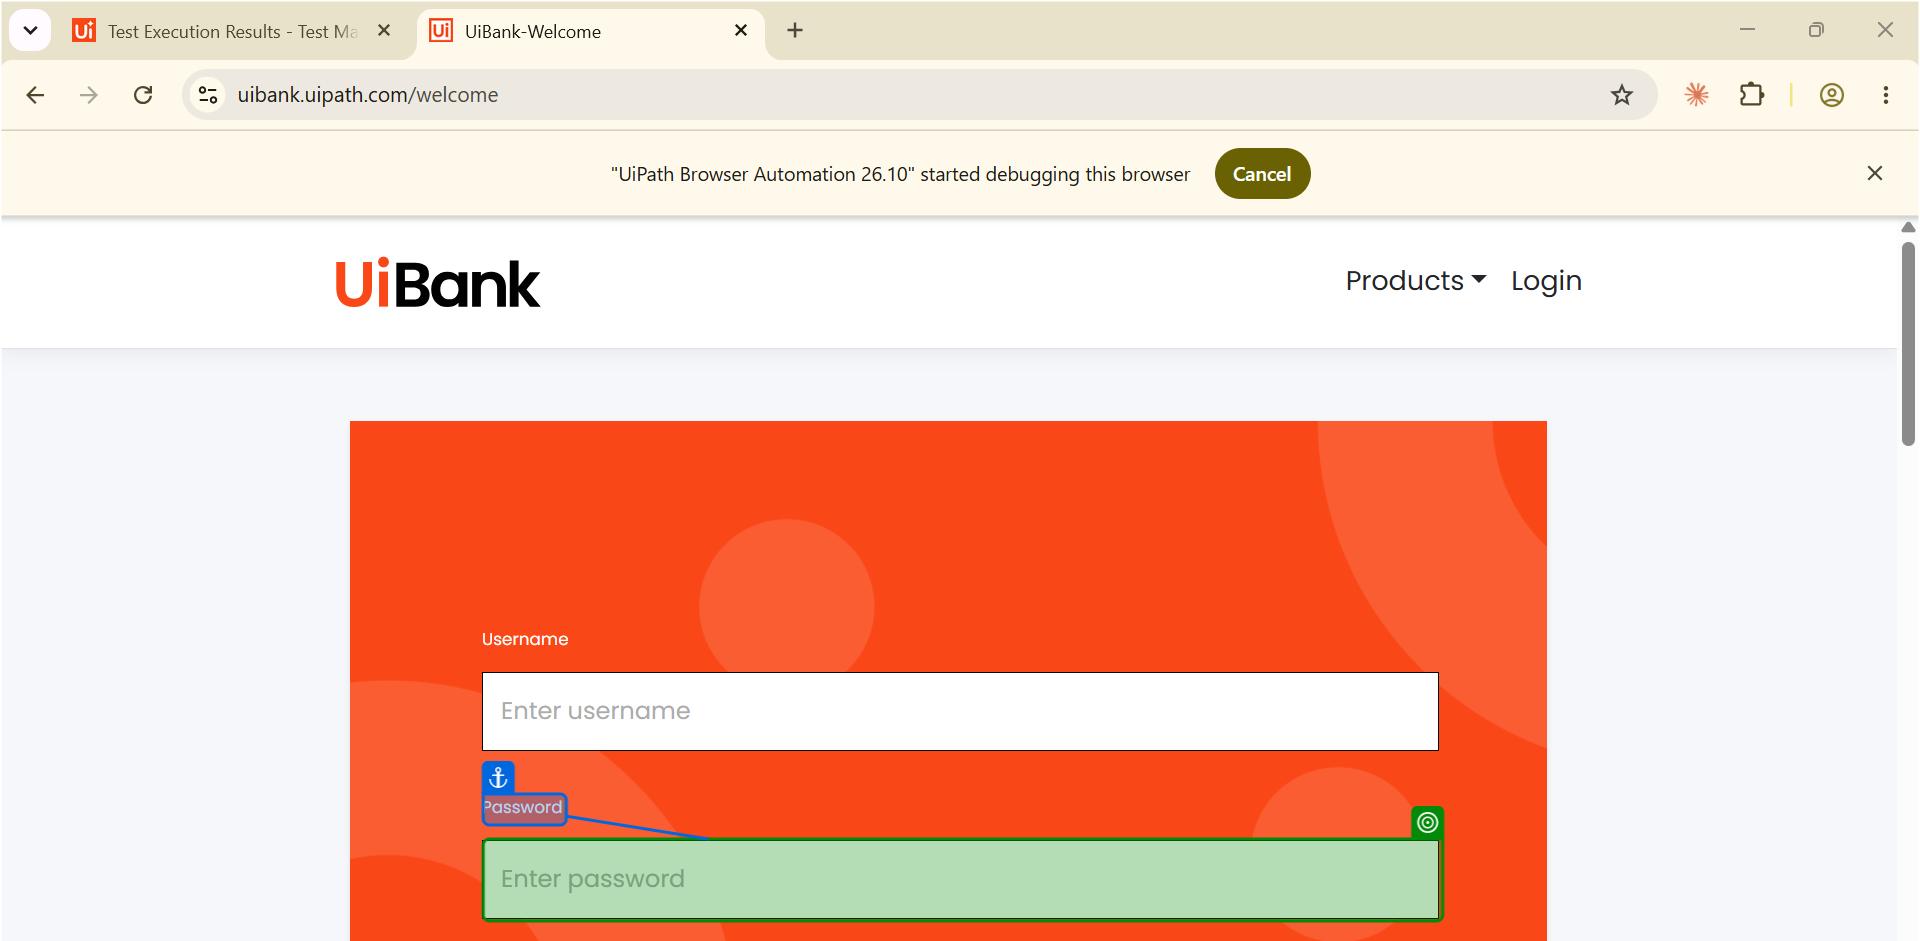 Test Execution Results - Test Ma
UiBank-Welcome
uibank.uipath.com/welcome
"UiPath Browser Automation 26.10" started debugging this browser
Cancel
UiBank
Products
Login
Username
Enter username
Password
Enter password